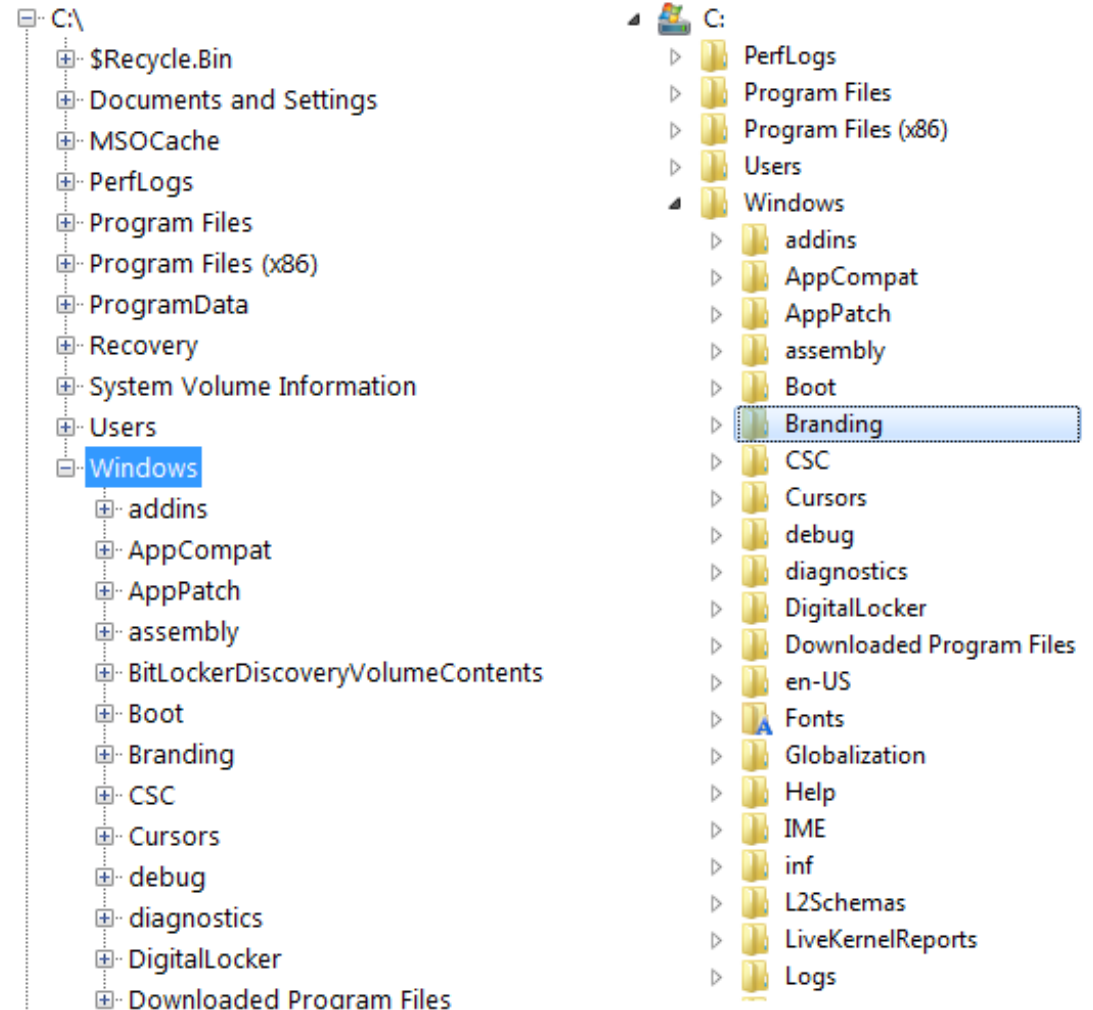 C:\
$Recycle.Bin
Documents and Settings
MSOCache
PerfLogs
Program Files
Program Files (x86)
ProgramData
Recovery
System Volume Information
Users
Windows
addins
AppCompat
AppPatch
assembly
BitLockerDiscoveryVolumeContents
Boot
Branding
CSC
Cursors
debug
diagnostics
DigitalLocker
Downloaded Program Files
C:
PerfLogs
Program Files
Program Files (x86)
Users
Windows
addins
AppCompat
AppPatch
assembly
Boot
Branding
CSC
Cursors
debug
diagnostics
DigitalLocker
Downloaded Program Files
en-US
Fonts
Globalization
Help
IME
inf
L2Schemas
LiveKernelReports
Logs